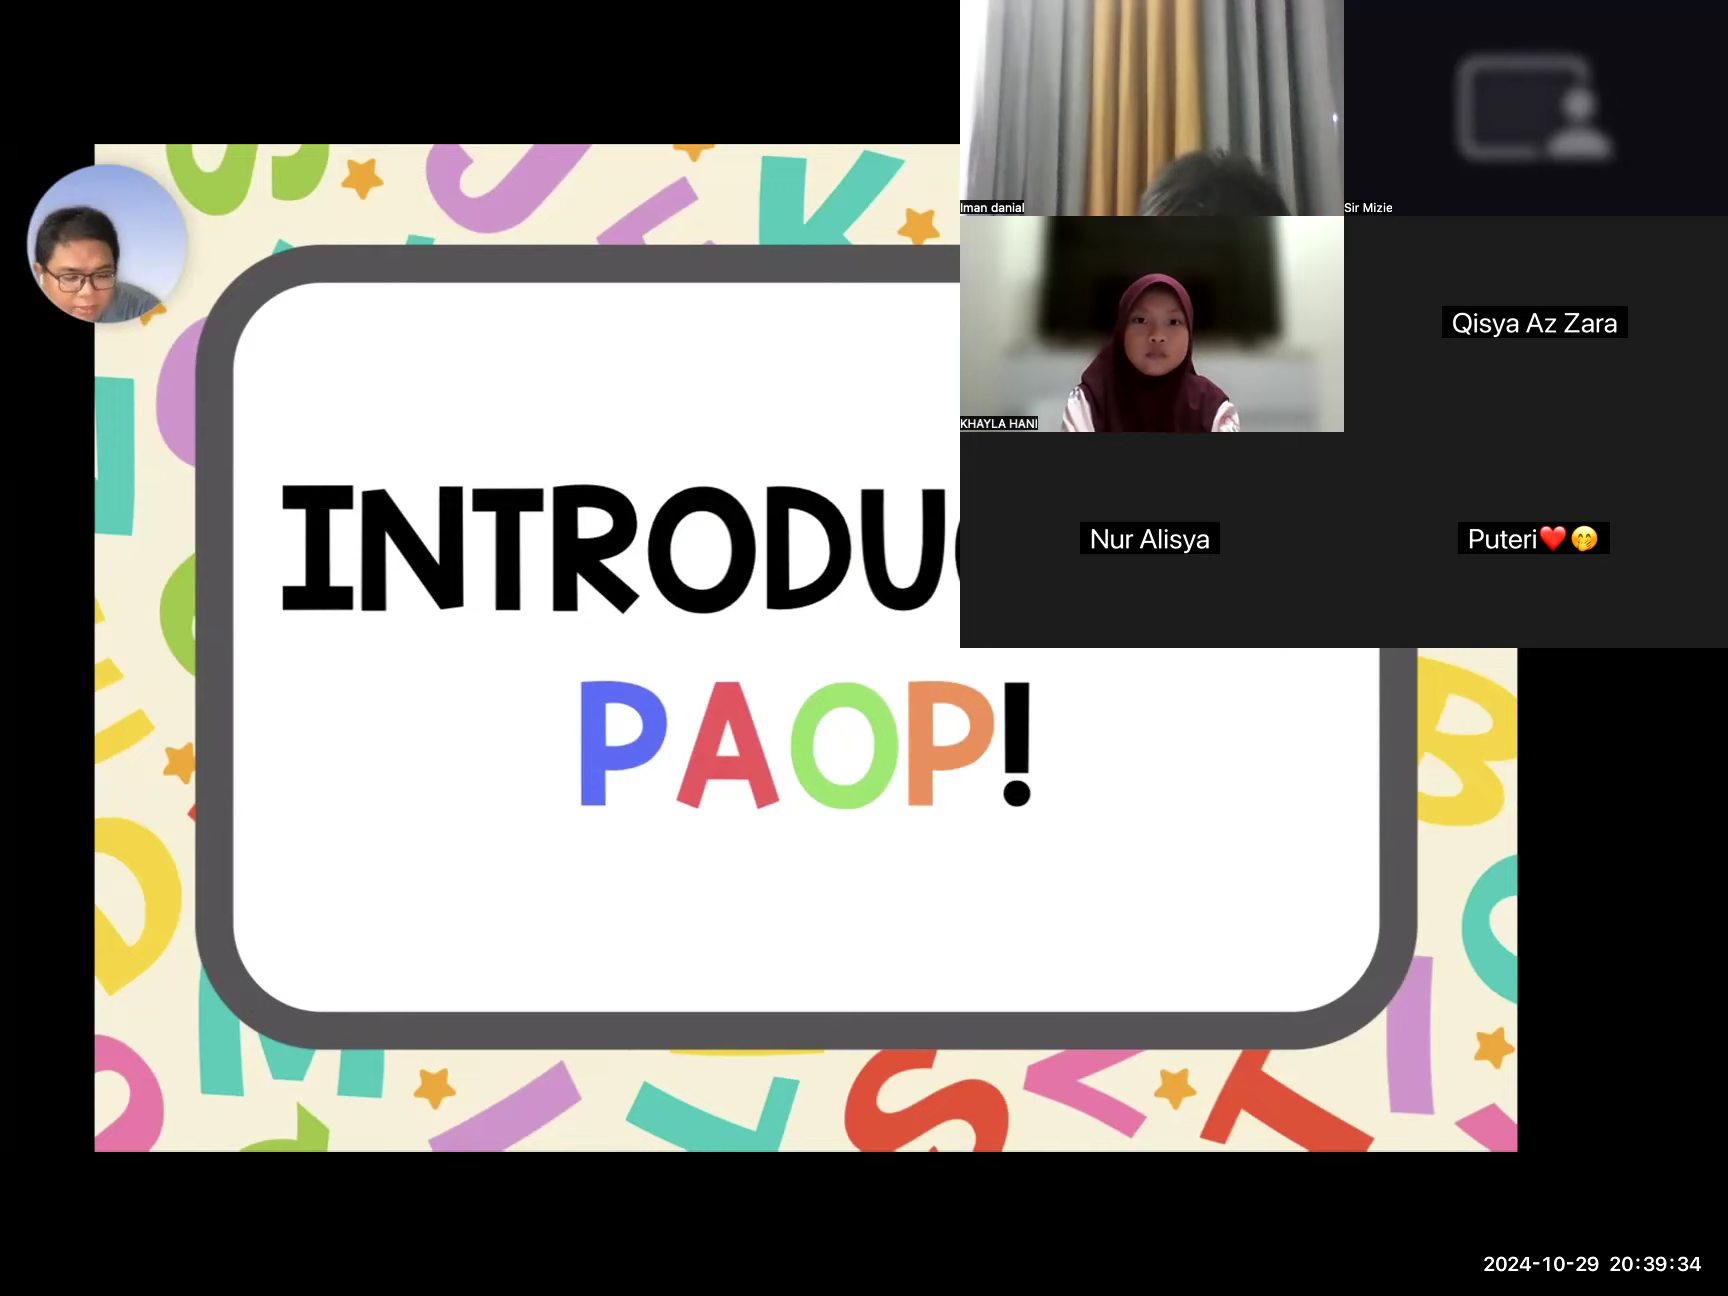 Iman danial
Sir Mizie
KHAYLA HANI
Qisya Az Zara
Nur Alisya
Puteri❤️🤭
PAOP!
2024-10-29 20:39:34